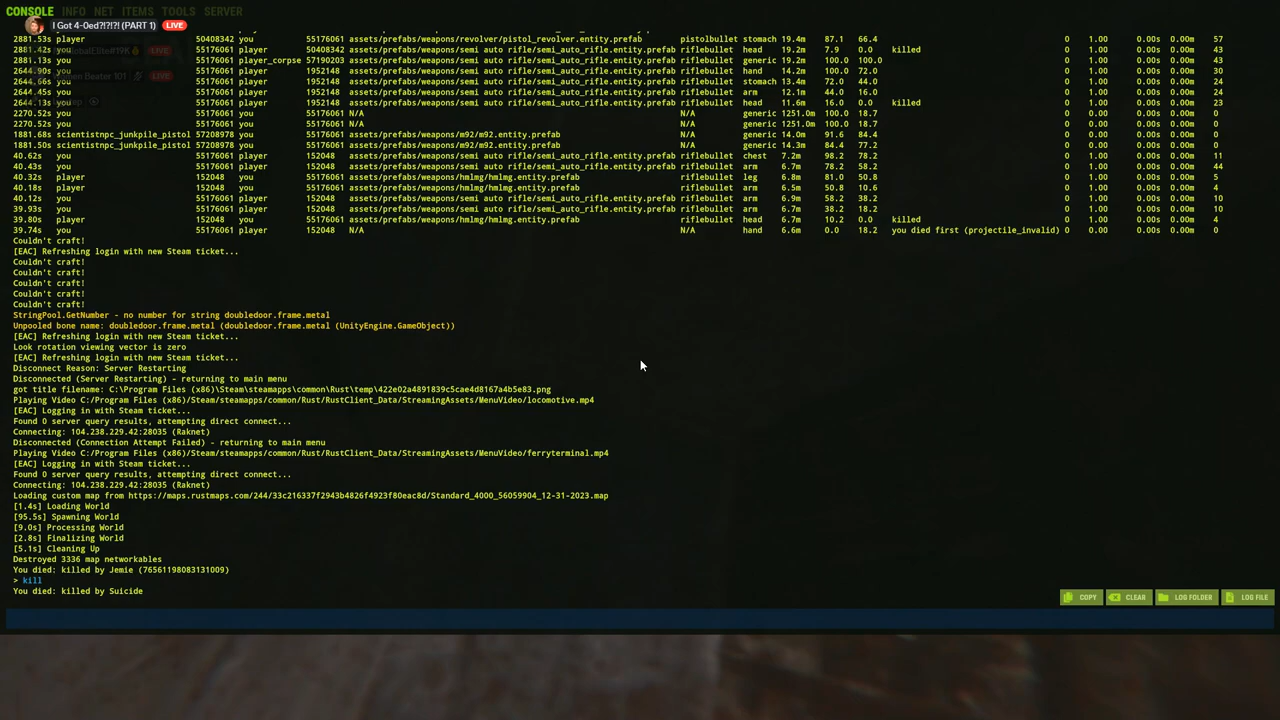 CONSOLE INFO NET ITEMS TOOLS SERVER
I Got 4-0ed?!?!?! (PART 1) LIVE
2881.53s player 50408342 you 55176061 assets/prefabs/weapons/revolver/pistol_revolver.entity.prefab pistolbullet stomach 19.4m 87.1 66.4 0 1.00 0.00s 0.00m 57
2881.42s you 55176061 player 50408342 assets/prefabs/weapons/semi auto rifle/semi_auto_rifle.entity.prefab riflebullet head 19.2m 7.9 0.0 killed 0 1.00 0.00s 0.00m 43
2881.13s you 55176061 player_corpse 57190203 assets/prefabs/weapons/semi auto rifle/semi_auto_rifle.entity.prefab riflebullet generic 19.2m 100.0 100.0 0 1.00 0.00s 0.00m 43
you 55176061 player 1952148 assets/prefabs/weapons/semi auto rifle/semi_auto_rifle.entity.prefab riflebullet hand 14.2m 100.0 72.0 0 1.00 0.00s 0.00m 30
2644.66s you 55176061 player 1952148 assets/prefabs/weapons/semi auto rifle/semi_auto_rifle.entity.prefab riflebullet stomach 13.4m 72.0 44.0 0 1.00 0.00s 0.00m 24
2644.45s you 55176061 player 1952148 assets/prefabs/weapons/semi auto rifle/semi_auto_rifle.entity.prefab riflebullet arm 12.1m 44.0 16.0 0 1.00 0.00s 0.00m 24
2644.13s you 55176061 player 1952148 assets/prefabs/weapons/semi auto rifle/semi_auto_rifle.entity.prefab riflebullet head 11.6m 16.0 0.0 killed 0 1.00 0.00s 0.00m 23
2270.52s you 55176061 you 55176061 N/A N/A generic 1251.0m 100.0 18.7 0 1.00 0.00s 0.00m 0
2270.52s you 55176061 you 55176061 N/A N/A generic 1251.0m 100.0 18.7 0 1.00 0.00s 0.00m 0
1881.68s scientistnpc_junkpile_pistol 57208978 you 55176061 assets/prefabs/weapons/m92/m92.entity.prefab N/A generic 14.0m 91.6 84.4 0 1.00 0.00s 0.00m 0
1881.50s scientistnpc_junkpile_pistol 57208978 you 55176061 assets/prefabs/weapons/m92/m92.entity.prefab N/A generic 14.3m 84.4 77.2 0 1.00 0.00s 0.00m 0
40.62s you 55176061 player 152048 assets/prefabs/weapons/semi auto rifle/semi_auto_rifle.entity.prefab riflebullet chest 7.2m 98.2 78.2 0 1.00 0.00s 0.00m 11
40.43s you 55176061 player 152048 assets/prefabs/weapons/semi auto rifle/semi_auto_rifle.entity.prefab riflebullet arm 6.7m 78.2 58.2 0 1.00 0.00s 0.00m 44
40.32s player 152048 you 55176061 assets/prefabs/weapons/hmlmg/hmlmg.entity.prefab riflebullet leg 6.8m 81.0 50.8 0 1.00 0.00s 0.00m 5
40.18s player 152048 you 55176061 assets/prefabs/weapons/hmlmg/hmlmg.entity.prefab riflebullet arm 6.5m 50.8 10.6 0 1.00 0.00s 0.00m 4
40.12s you 55176061 player 152048 assets/prefabs/weapons/semi auto rifle/semi_auto_rifle.entity.prefab riflebullet arm 6.9m 58.2 38.2 0 1.00 0.00s 0.00m 10
39.93s you 55176061 player 152048 assets/prefabs/weapons/semi auto rifle/semi_auto_rifle.entity.prefab riflebullet arm 6.7m 38.2 18.2 0 1.00 0.00s 0.00m 10
39.80s player 152048 you 55176061 assets/prefabs/weapons/hmlmg/hmlmg.entity.prefab riflebullet head 6.7m 10.2 0.0 killed 0 1.00 0.00s 0.00m 4
39.74s you 55176061 player 152048 N/A N/A hand 6.6m 0.0 18.2 you died first (projectile_invalid) 0 0.00 0.00s 0.00m 0
Couldn't craft!
[EAC] Refreshing login with new Steam ticket...
Couldn't craft!
Couldn't craft!
Couldn't craft!
Couldn't craft!
Couldn't craft!
StringPool.GetNumber - no number for string doubledoor.frame.metal
Unpooled bone name: doubledoor.frame.metal (doubledoor.frame.metal (UnityEngine.GameObject))
[EAC] Refreshing login with new Steam ticket...
Look rotation viewing vector is zero
[EAC] Refreshing login with new Steam ticket...
Disconnect Reason: Server Restarting
Disconnected (Server Restarting) - returning to main menu
got title filename: C:\Program Files (x86)\Steam\steamapps\common\Rust\temp\422e02a4891839c5cae4d8167a4b5e83.png
Playing Video C:/Program Files (x86)/Steam/steamapps/common/Rust/RustClient_Data/StreamingAssets/MenuVideo/locomotive.mp4
[EAC] Logging in with Steam ticket...
Found 0 server query results, attempting direct connect...
Connecting: 104.238.229.42:28035 (Raknet)
Disconnected (Connection Attempt Failed) - returning to main menu
Playing Video C:/Program Files (x86)/Steam/steamapps/common/Rust/RustClient_Data/StreamingAssets/MenuVideo/ferryterminal.mp4
[EAC] Logging in with Steam ticket...
Found 0 server query results, attempting direct connect...
Connecting: 104.238.229.42:28035 (Raknet)
Loading custom map from https://maps.rustmaps.com/244/33c216337f2943b4826f4923f80eac8d/Standard_4000_56059904_12-31-2023.map
[1.4s] Loading World
[95.5s] Spawning World
[9.0s] Processing World
[2.8s] Finalizing World
[5.1s] Cleaning Up
Destroyed 3336 map networkables
You died: killed by Jemie (76561198083131009)
> kill
You died: killed by Suicide
COPY CLEAR LOG FOLDER LOG FILE